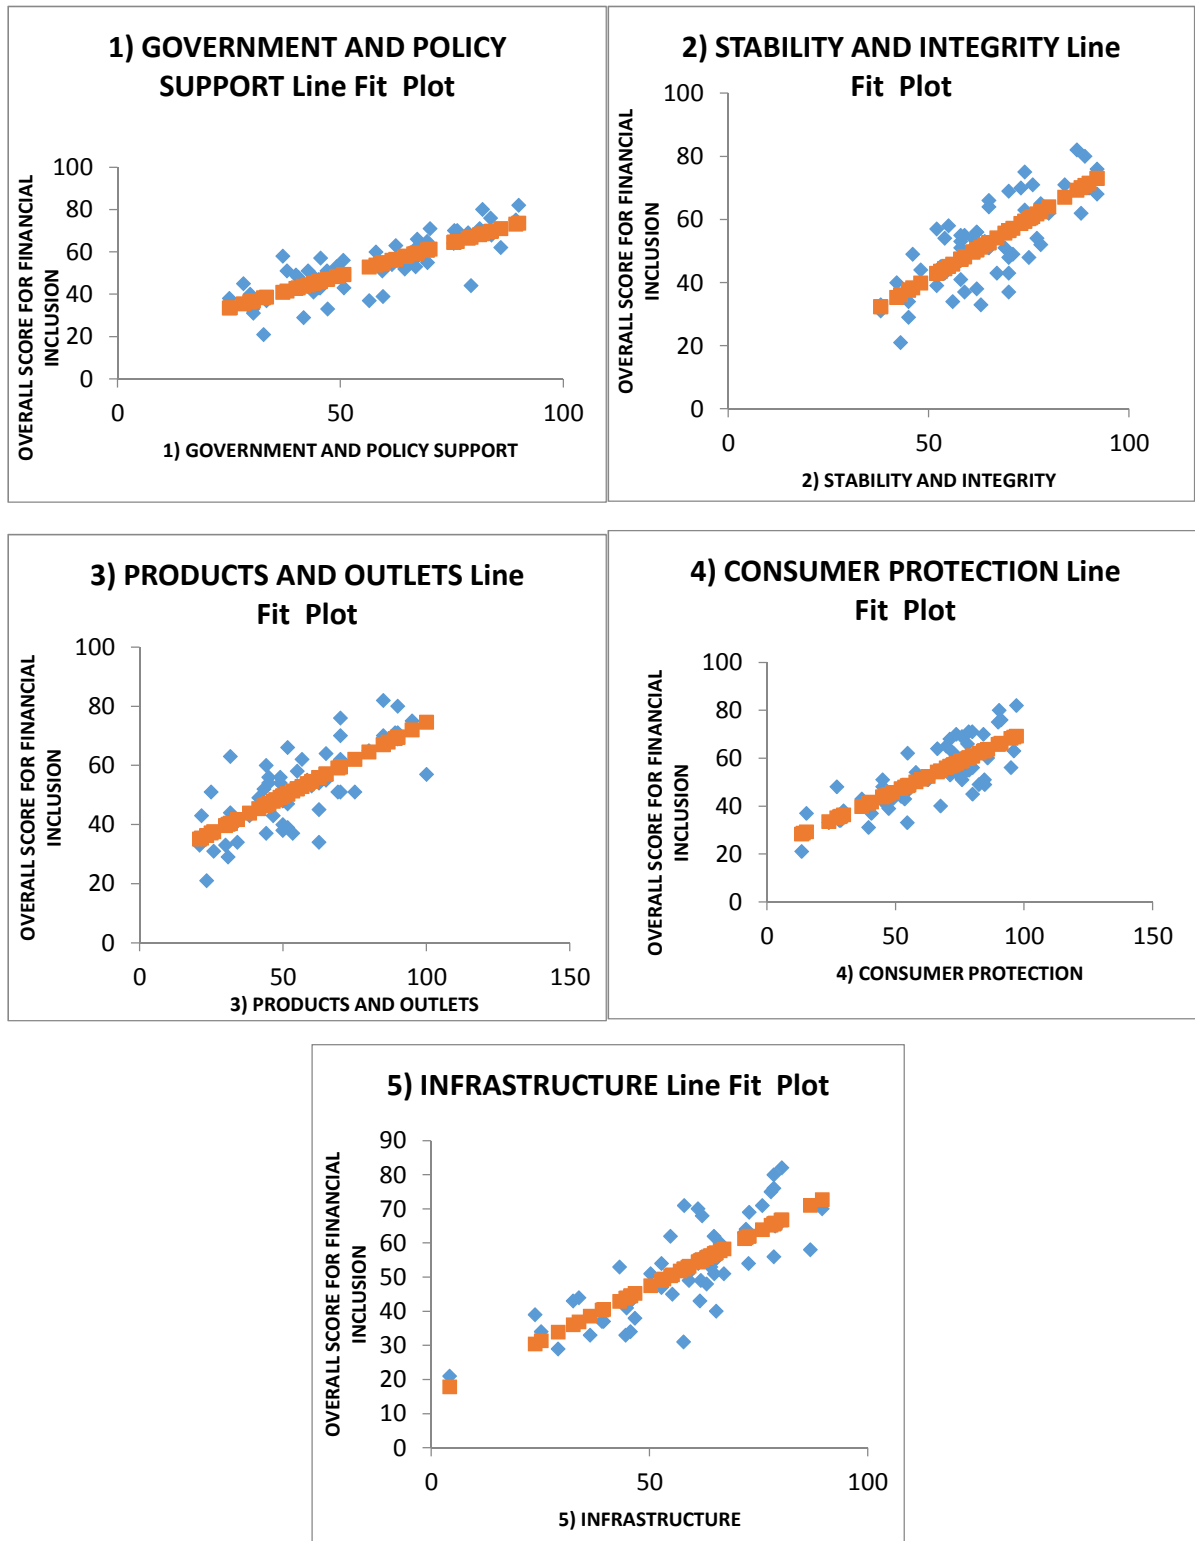 1) GOVERNMENT AND POLICY
SUPPORT Line Fit Plot
OVERALL SCORE FOR FINANCIAL
INCLUSION
100
80
60
40
20
0
0 50 100
1) GOVERNMENT AND POLICY SUPPORT
2) STABILITY AND INTEGRITY Line
Fit Plot
OVERALL SCORE FOR FINANCIAL
INCLUSION
100
80
60
40
20
0
0 50 100
2) STABILITY AND INTEGRITY
3) PRODUCTS AND OUTLETS Line
Fit Plot
OVERALL SCORE FOR FINANCIAL
INCLUSION
100
80
60
40
20
0
0 50 100 150
3) PRODUCTS AND OUTLETS
4) CONSUMER PROTECTION Line
Fit Plot
OVERALL SCORE FOR FINANCIAL
INCLUSION
100
80
60
40
20
0
0 50 100 150
4) CONSUMER PROTECTION
5) INFRASTRUCTURE Line Fit Plot
OVERALL SCORE FOR FINANCIAL
INCLUSION
90
80
70
60
50
40
30
20
10
0
0 50 100
5) INFRASTRUCTURE